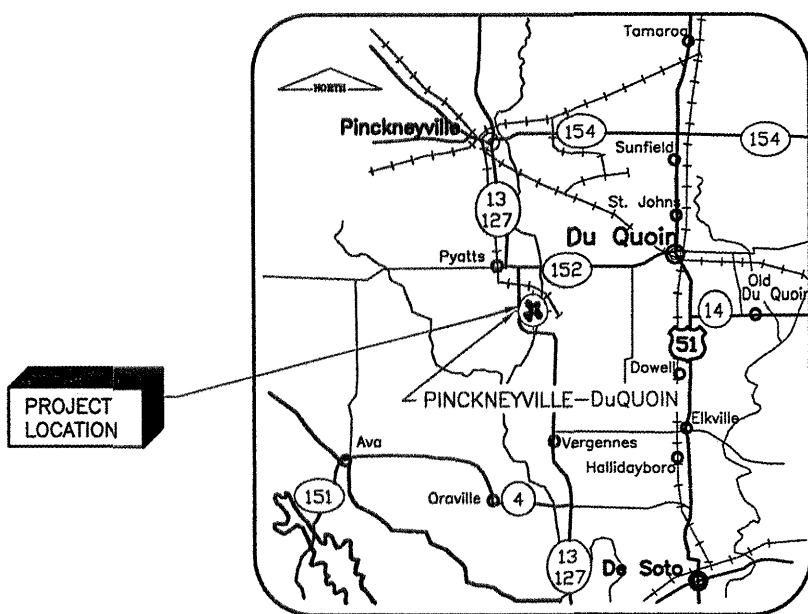 Tamaroa
NORTH
Pinckneyville
154
154
Sunfield
13
127
St. Johns
Du Quoin
Pyatts
152
Old
Du Quoin
14
51
PROJECT
LOCATION
Dowell
PINCKNEYVILLE-DuQUOIN
Elkville
Ava
Vergennes
Hallidayboro
151
Oraville
4
13
127
De Soto